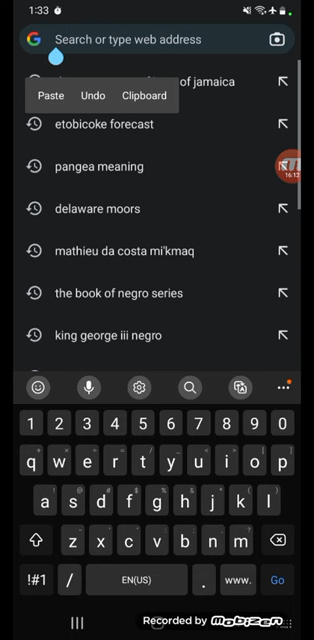 1:33
Search or type web address
of jamaica
Paste Undo Clipboard
etobicoke forecast
pangea meaning
16:12
delaware moors
mathieu da costa mi'kmaq
the book of negro series
king george iii negro
1 2 3 4 5 6 7 8 9 0
q w e r t y u i o p
a s d f g h j k l
z x c v b n m
!#1 / EN(US) . www. Go
Recorded by Mobizen